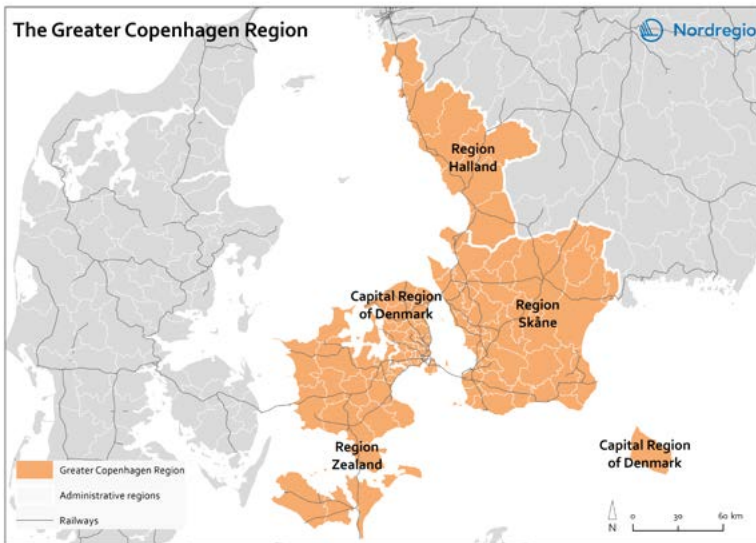 The Greater Copenhagen Region
Nordregio
Region
Halland
Capital Region
of Denmark
Region
Skåne
Region
Zealand
Capital Region
of Denmark
Greater Copenhagen Region
Administrative regions
Railways
N
0 30 60 km